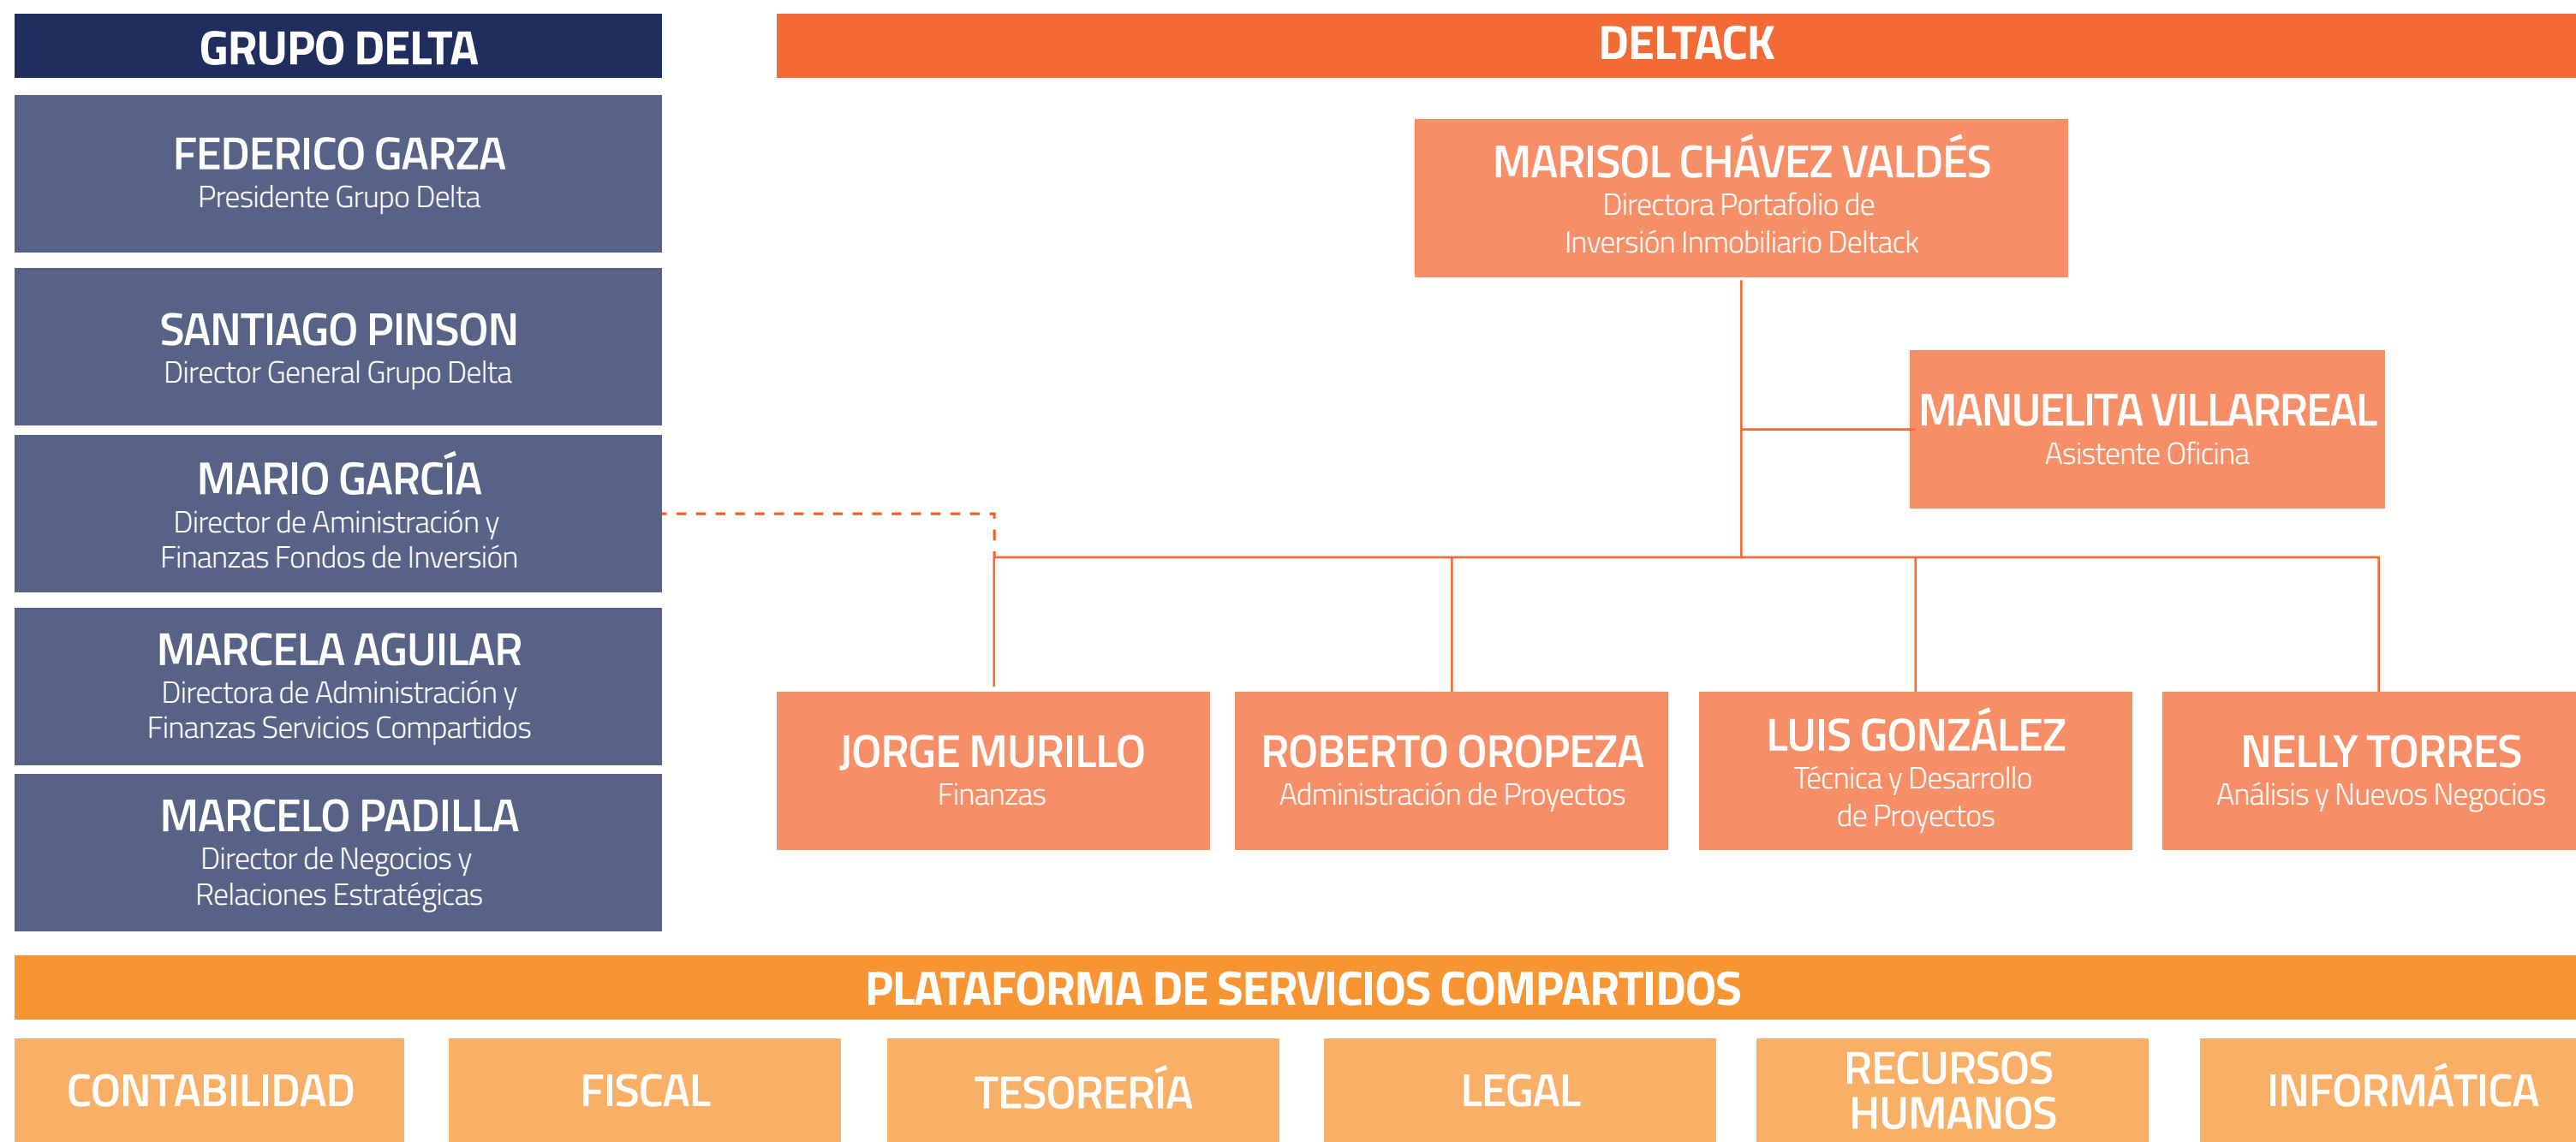 GRUPO DELTA
FEDERICO GARZA
Presidente Grupo Delta
SANTIAGO PINSON
Director General Grupo Delta
MARIO GARCÍA
Director de Aministración y
Finanzas Fondos de Inversión
MARCELA AGUILAR
Directora de Administración y
Finanzas Servicios Compartidos
MARCELO PADILLA
Director de Negocios y
Relaciones Estratégicas
DELTACK
MARISOL CHÁVEZ VALDÉS
Directora Portafolio de
Inversión Inmobiliario Deltack
MANUELITA VILLARREAL
Asistente Oficina
JORGE MURILLO
Finanzas
ROBERTO OROPEZA
Administración de Proyectos
LUIS GONZÁLEZ
Técnica y Desarrollo
de Proyectos
NELLY TORRES
Análisis y Nuevos Negocios
PLATAFORMA DE SERVICIOS COMPARTIDOS
CONTABILIDAD
FISCAL
TESORERÍA
LEGAL
RECURSOS
HUMANOS
INFORMÁTICA